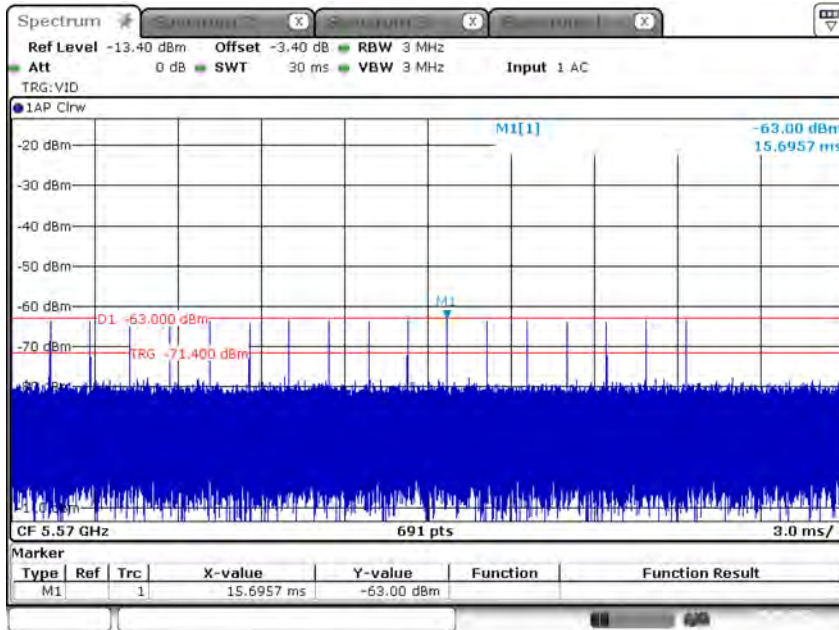 Spectrum
Ref Level -13.40 dBm Offset -3.40 dB RBW 3 MHz
Att 0 dB SWT 30 ms VBW 3 MHz Input 1 AC
TRG:VID
1AP Clrw
M1[1] -63.00 dBm
15.6957 ms
-20 dBm
-30 dBm
-40 dBm
-50 dBm
-60 dBm
M1
D1 -63.000 dBm
-70 dBm
TRG -71.400 dBm
CF 5.57 GHz 691 pts 3.0 ms/
Marker
Type Ref Trc X-value Y-value Function Function Result
M1 1 15.6957 ms -63.00 dBm